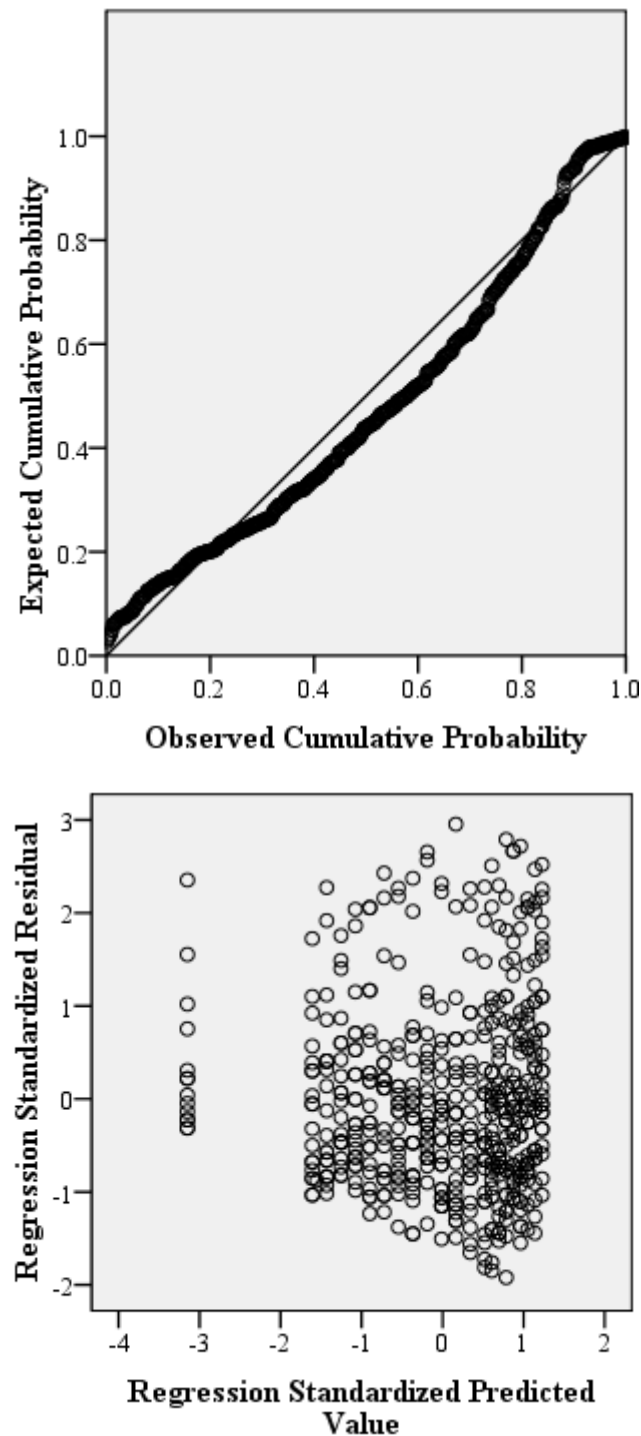 1.0
0.8
0.6
0.4
0.2
0.0
Expected Cumulative Probability
0.0 0.2 0.4 0.6 0.8 1.0
Observed Cumulative Probability
3
2
1
0
-1
-2
Regression Standardized Residual
-4 -3 -2 -1 0 1 2
Regression Standardized Predicted
Value